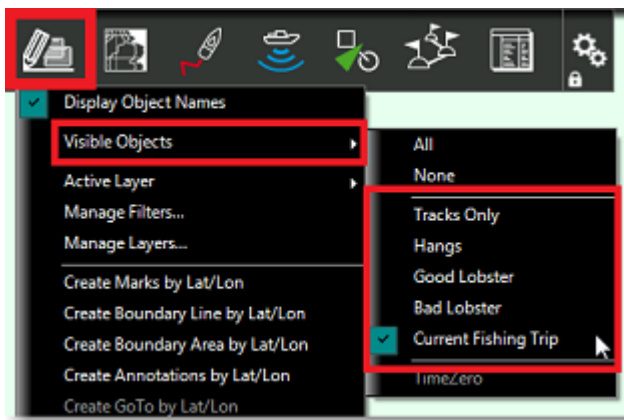 Display Object Names
Visible Objects
Active Layer
Manage Filters...
Manage Layers...
Create Marks by Lat/Lon
Create Boundary Line by Lat/Lon
Create Boundary Area by Lat/Lon
Create Annotations by Lat/Lon
Create GoTo by Lat/Lon
All
None
Tracks Only
Hangs
Good Lobster
Bad Lobster
Current Fishing Trip
TimeZero